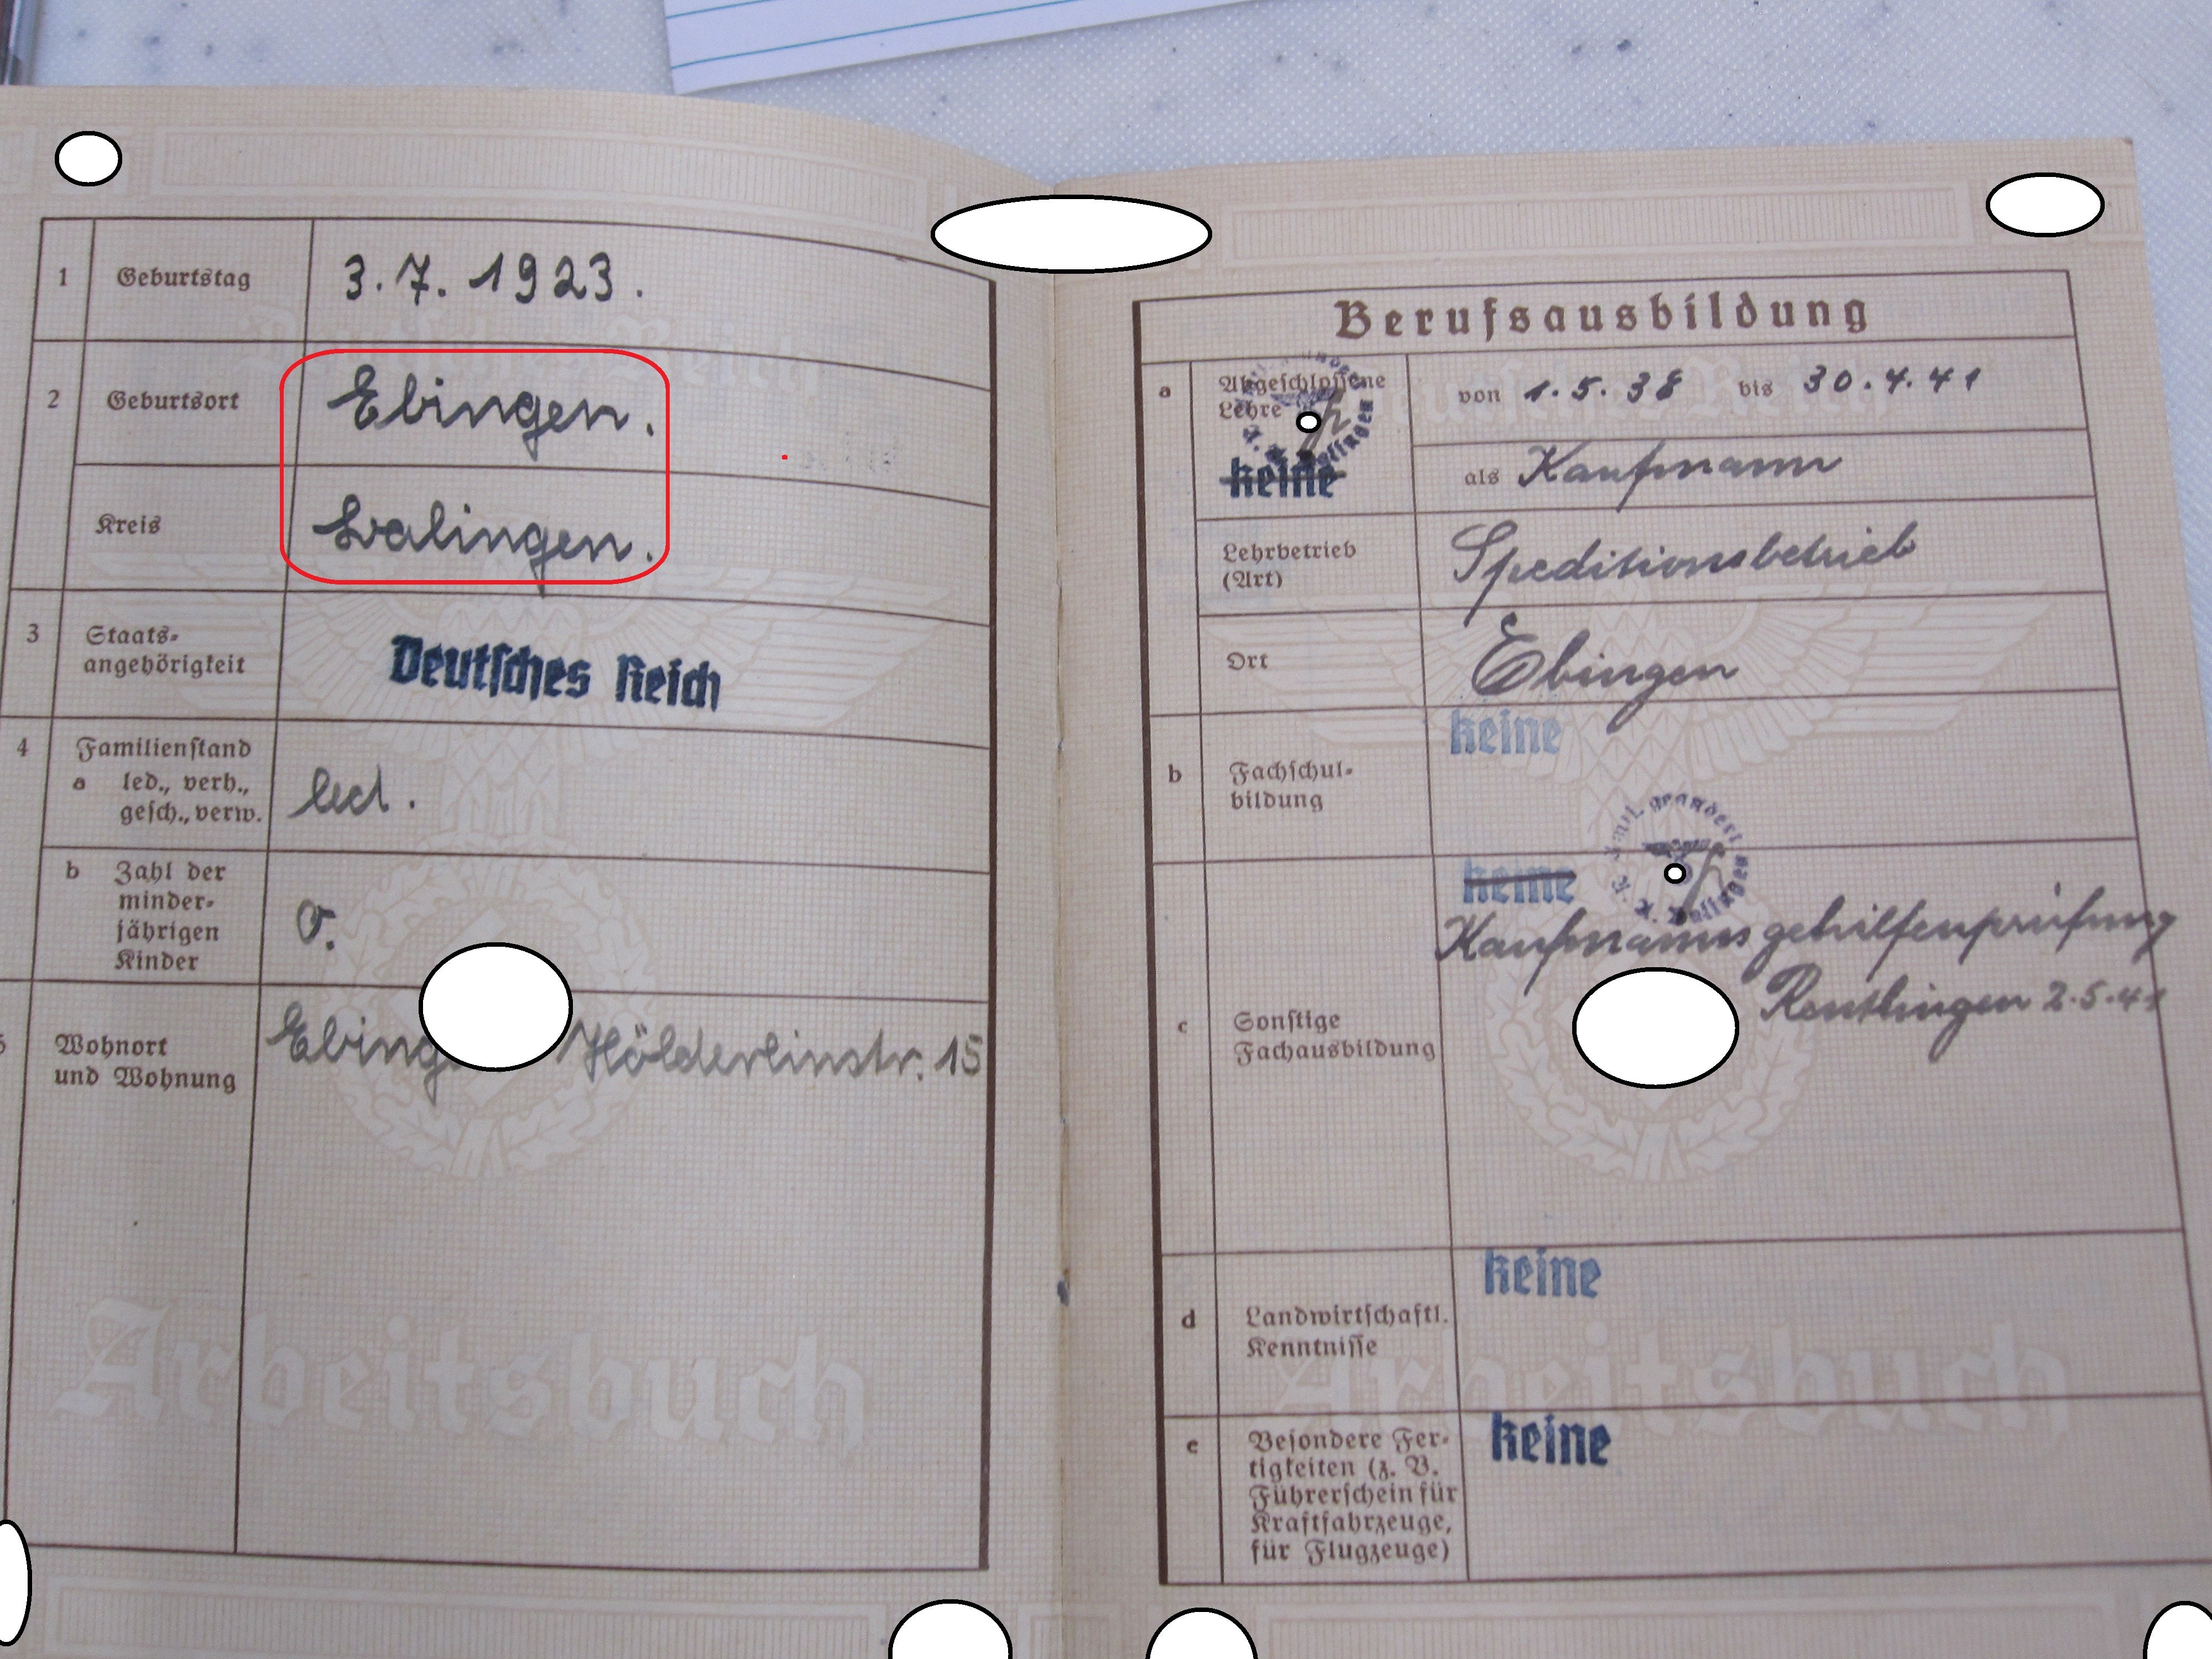 1 Geburtstag 3.7.1923.
2 Geburtsort Ebingen.
Kreis Balingen.
3 Staats-
angehörigkeit
Deutsches Reich
4 Familienstand
a led., verh.,
gesch., verw.
led.
b Zahl der
minder-
jährigen
Kinder
0.
Wohnort
und Wohnung
Hölderlinstr. 15
Arbeitsbuch
Berufsausbildung
a Abgeschlossene
Lehre
keine
von 1.5.38 bis 30.4.41
als Kaufmann
Lehrbetrieb
(Art)
Speditionsbetrieb
Ort Ebingen
b Fachschul-
bildung
keine
c Sonstige
Fachausbildung
keine
geändert
Kaufmannsgehilfenprüfung
Reutlingen 2.5.41
d Landwirtschaftl.
Kenntnisse
keine
e Besondere Fer-
tigkeiten (z. B.
Führerschein für
Kraftfahrzeuge,
für Flugzeuge)
keine
Arbeitsbuch